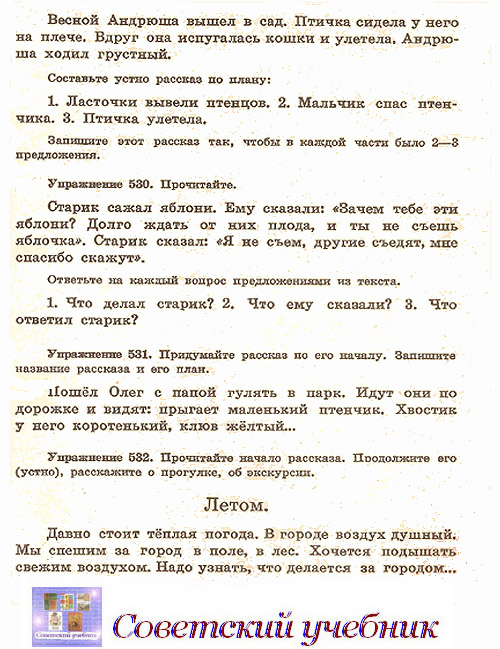 Весной Андрюша вышел в сад. Птичка сидела у него
на плече. Вдруг она испугалась кошки и улетела. Андрю-
ша ходил грустный.
Составьте устно рассказ по плану:
1. Ласточки вывели птенцов. 2. Мальчик спас птен-
чика. 3. Птичка улетела.
Запишите этот рассказ так, чтобы в каждой части было 2—3
предложения.
Упражнение 530. Прочитайте.
Старик сажал яблони. Ему сказали: «Зачем тебе эти
яблони? Долго ждать от них плода, и ты не съешь
яблочка». Старик сказал: «Я не съем, другие съедят, мне
спасибо скажут».
Ответьте на каждый вопрос предложениями из текста.
1. Что делал старик? 2. Что ему сказали? 3. Что
ответил старик?
Упражнение 531. Придумайте рассказ по его началу. Запишите
название рассказа и его план.
Пошёл Олег с папой гулять в парк. Идут они по
дорожке и видят: прыгает маленький птенчик. Хвостик
у него коротенький, клюв жёлтый...
Упражнение 532. Прочитайте начало рассказа. Продолжите его
(устно), расскажите о прогулке, об экскурсии.
Летом.
Давно стоит тёплая погода. В городе воздух душный.
Мы спешим за город в поле, в лес. Хочется подышать
свежим воздухом. Надо узнать, что делается за городом...
Советский учебник
Советский учебник